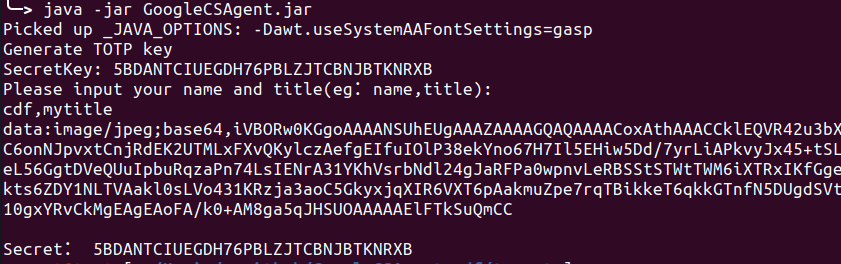 ╰─> java -jar GoogleCSAgent.jar
Picked up _JAVA_OPTIONS: -Dawt.useSystemAAFontSettings=gasp
Generate TOTP key
SecretKey: 5BDANTCIUEGDH76PBLZJTCBNJBTKNRXB
Please input your name and title(eg: name,title):
cdf,mytitle
data:image/jpeg;base64,iVBORw0KGgoAAAANSUhEUgAAAZAAAAGQAQAAAACoxAthAAACCklEQVR42u3bX
C6onNJpvxtCnjRdEK2UTMLxFXvQKylczAefgEIfuIOlP38ekYno67H7Il5EHiw5Dd/7yrLiAPkvyJx45+tSL
eL56GgtDVeQUuIpbuRqzaPn74LsIENrA31YKhVsrbNdl24gJaRFPa0wpnvLeRBSStSTWtTWM6iXTRxIKfGge
kts6ZDY1NLTVAakl0sLVo431KRzja3aoC5GkyxjqXIR6VXT6pAakmuZpe7rqTBikkeT6qkkGTnfN5DUgdSVt
10gxYRvCkMgEAgEAoFA/k0+AM8ga5qJHSUOAAAAAElFTkSuQmCC
Secret: 5BDANTCIUEGDH76PBLZJTCBNJBTKNRXB